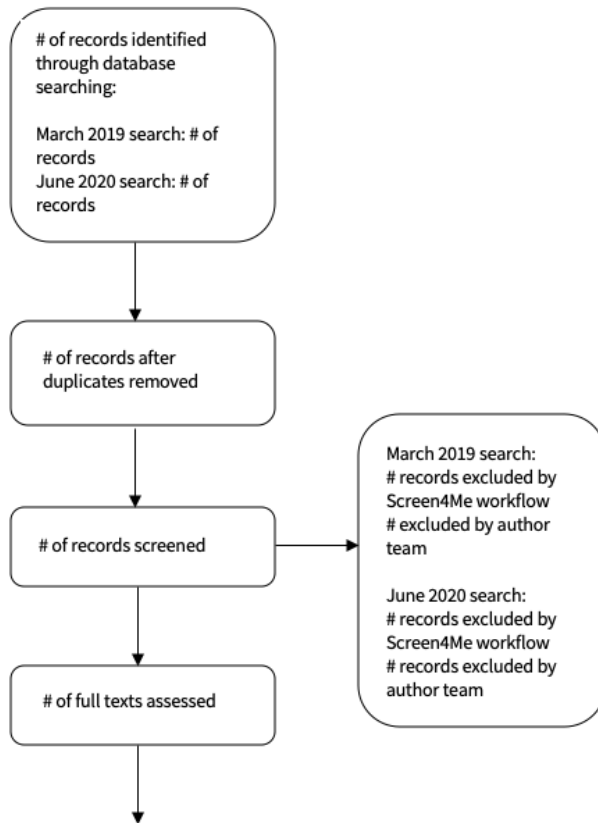 # of records identified
through database
searching:
March 2019 search: # of
records
June 2020 search: # of
records
# of records after
duplicates removed
# of records screened
March 2019 search:
# records excluded by
Screen4Me workflow
# excluded by author
team
June 2020 search:
# records excluded by
Screen4Me workflow
# records excluded by
author team
# of full texts assessed